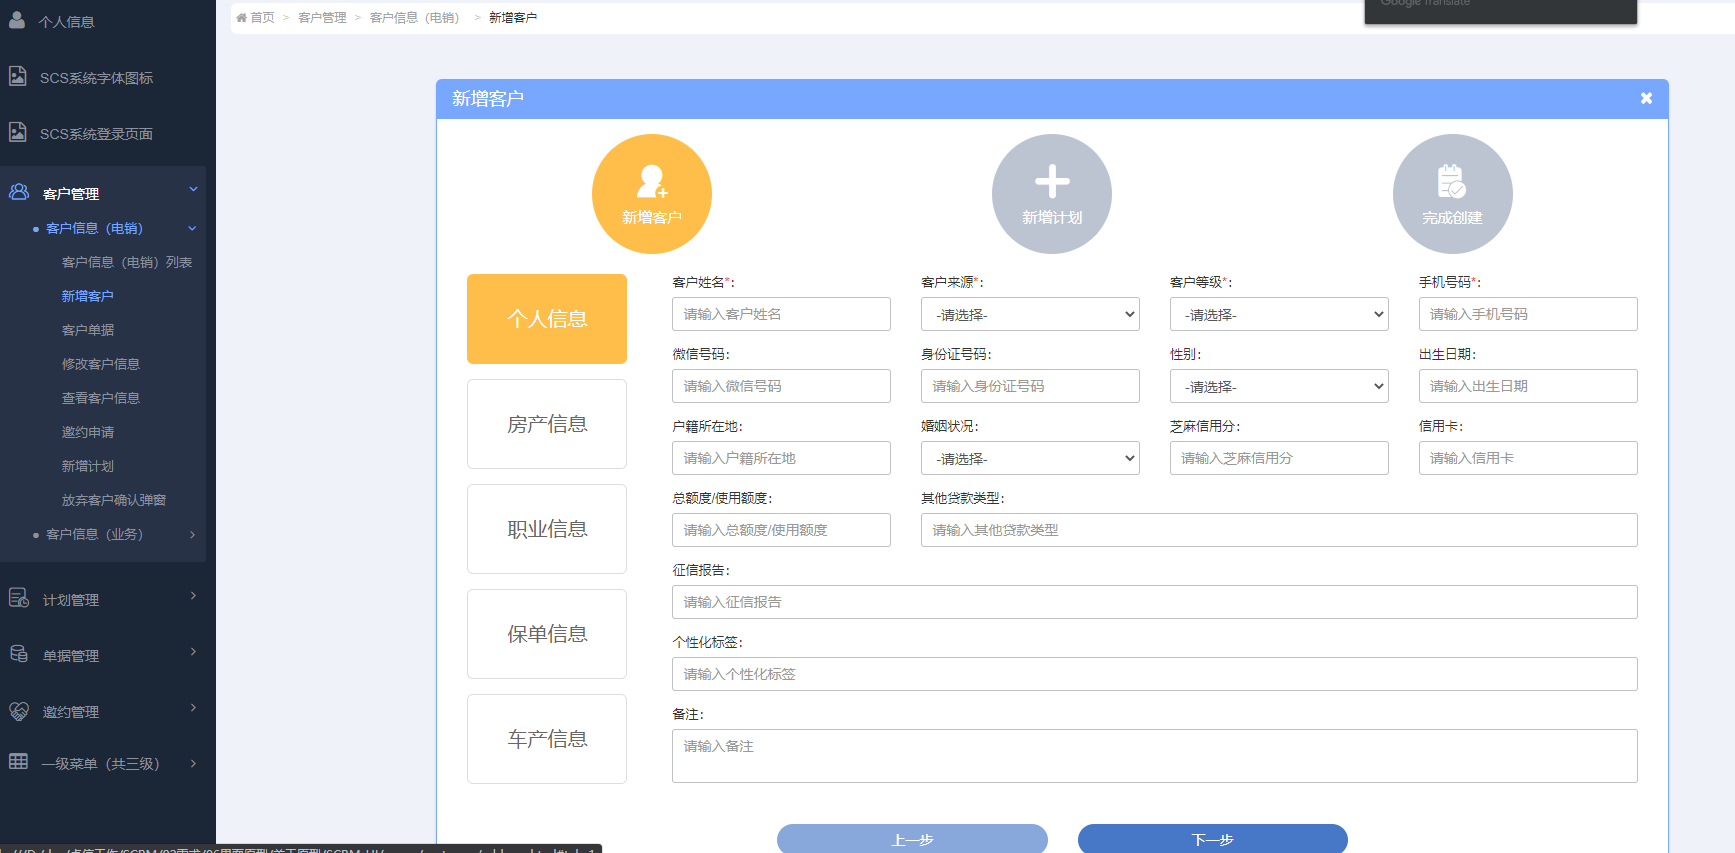 个人信息
SCS系统字体图标
SCS系统登录页面
客户管理
客户信息（电销）
客户信息（电销）列表
新增客户
客户单据
修改客户信息
查看客户信息
邀约申请
新增计划
放弃客户确认弹窗
客户信息（业务）
计划管理
单据管理
邀约管理
一级菜单（共三级）
首页 > 客户管理 > 客户信息（电销） > 新增客户
Google Translate
新增客户
新增客户 新增计划 完成创建
个人信息
房产信息
职业信息
保单信息
车产信息
客户姓名*: 客户来源*: 客户等级*: 手机号码*:
请输入客户姓名 -请选择- -请选择- 请输入手机号码
微信号码: 身份证号码: 性别: 出生日期:
请输入微信号码 请输入身份证号码 -请选择- 请输入出生日期
户籍所在地: 婚姻状况: 芝麻信用分: 信用卡:
请输入户籍所在地 -请选择- 请输入芝麻信用分 请输入信用卡
总额度/使用额度: 其他贷款类型:
请输入总额度/使用额度 请输入其他贷款类型
征信报告:
请输入征信报告
个性化标签:
请输入个性化标签
备注:
请输入备注
上一步 下一步